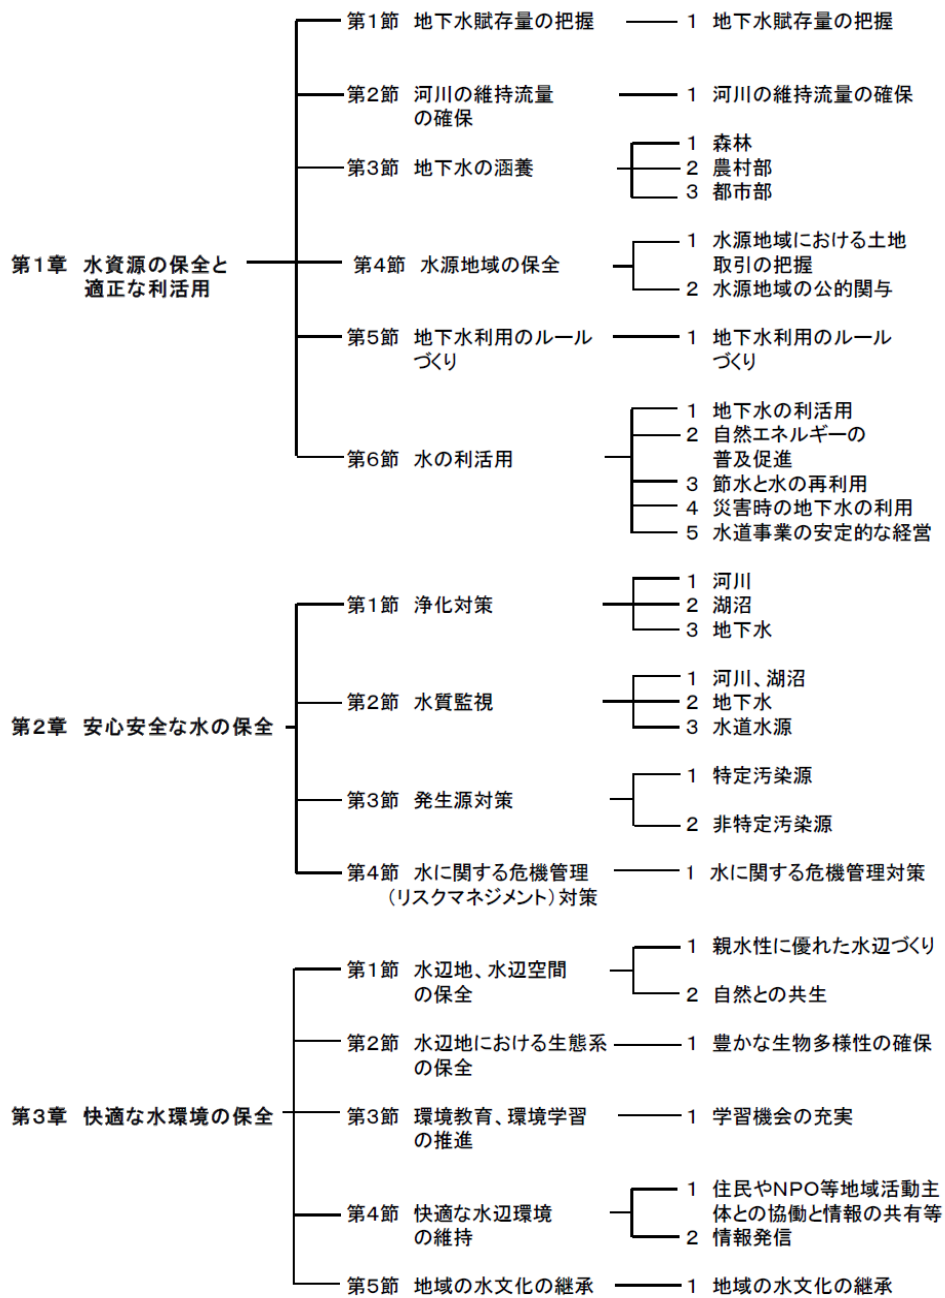 第1節 地下水賦存量の把握 1 地下水賦存量の把握
第2節 河川の維持流量 1 河川の維持流量の確保
の確保
1 森林
第3節 地下水の涵養 2 農村部
3 都市部
1 水源地域における土地
第1章 水資源の保全と 第4節 水源地域の保全 取引の把握
適正な利活用 2 水源地域の公的関与
第5節 地下水利用のルール 1 地下水利用のルール
づくり づくり
1 地下水の利活用
2 自然エネルギーの
第6節 水の利活用 普及促進
3 節水と水の再利用
4 災害時の地下水の利用
5 水道事業の安定的な経営
1 河川
第1節 浄化対策 2 湖沼
3 地下水
1 河川、湖沼
第2節 水質監視 2 地下水
第2章 安心安全な水の保全 3 水道水源
1 特定汚染源
第3節 発生源対策
2 非特定汚染源
第4節 水に関する危機管理 1 水に関する危機管理対策
(リスクマネジメント)対策
1 親水性に優れた水辺づくり
第1節 水辺地、水辺空間
の保全 2 自然との共生
第2節 水辺地における生態系 1 豊かな生物多様性の確保
の保全
第3章 快適な水環境の保全 第3節 環境教育、環境学習 1 学習機会の充実
の推進
1 住民やNPO等地域活動主
第4節 快適な水辺環境 体との協働と情報の共有等
の維持 2 情報発信
第5節 地域の水文化の継承 1 地域の水文化の継承